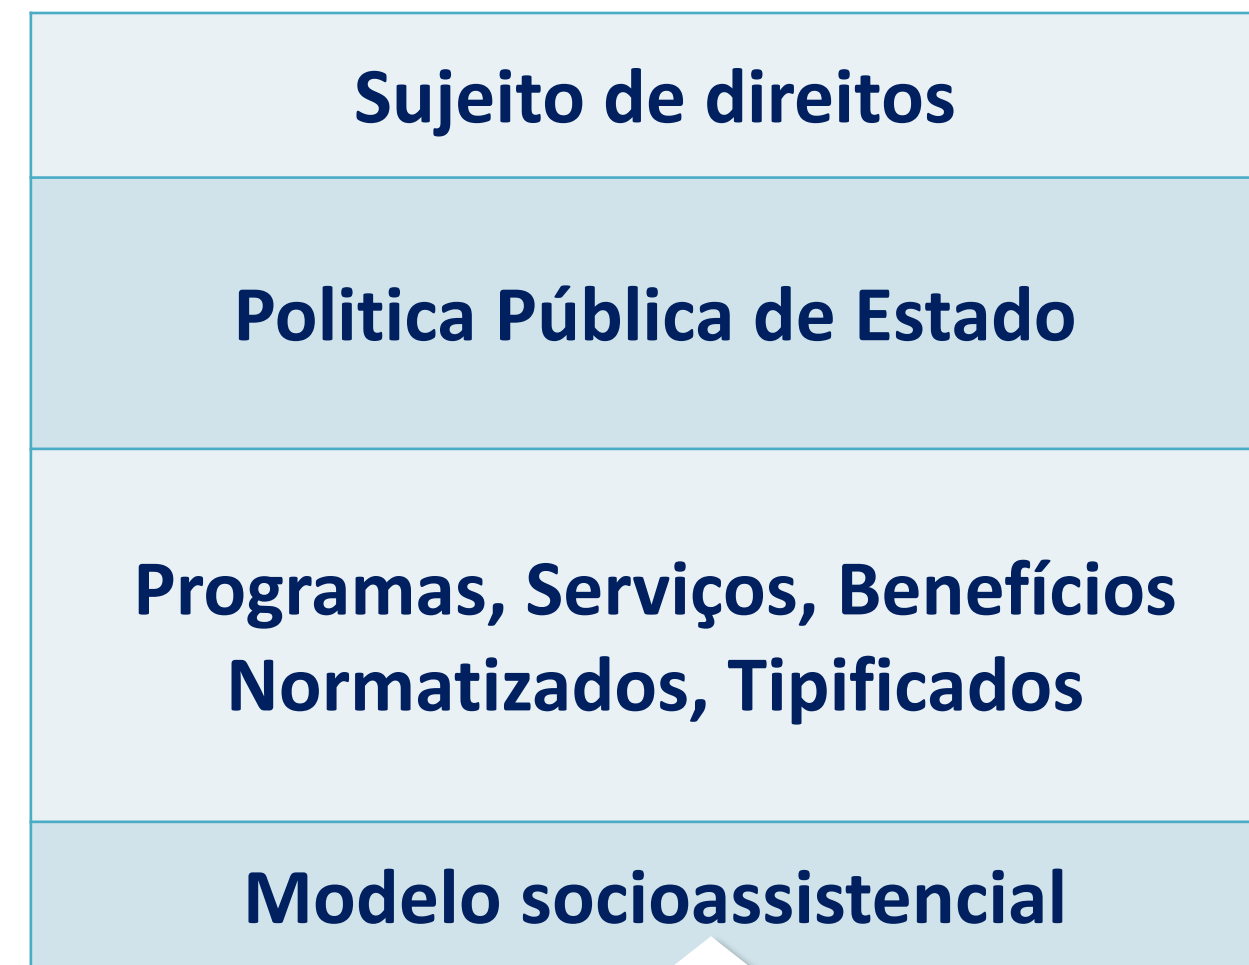 Sujeito de direitos
Politica Pública de Estado
Programas, Serviços, Benefícios
Normatizados, Tipificados
Modelo socioassistencial